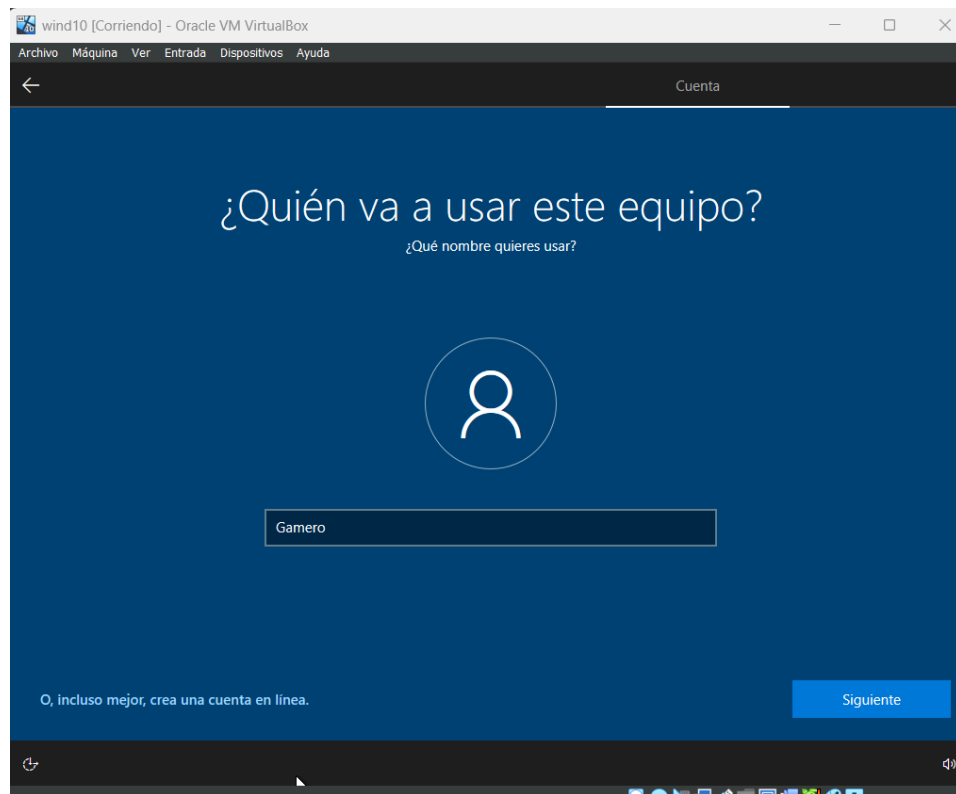 wind10 [Corriendo] - Oracle VM VirtualBox
Archivo Máquina Ver Entrada Dispositivos Ayuda
Cuenta
¿Quién va a usar este equipo?
¿Qué nombre quieres usar?
Gamero
O, incluso mejor, crea una cuenta en línea.
Siguiente